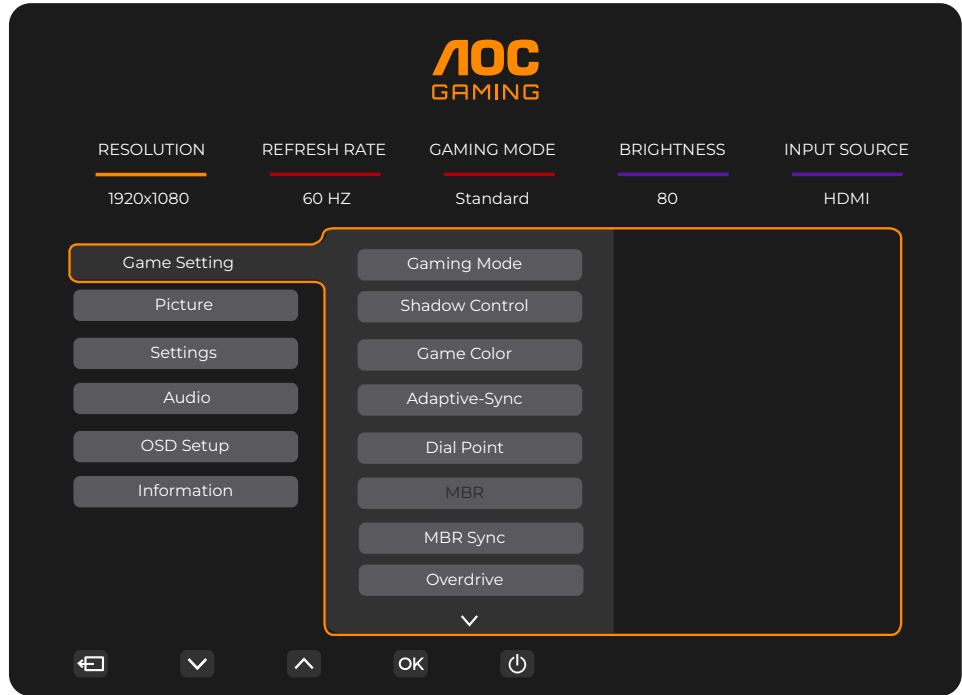 AOC
GAMING
RESOLUTION REFRESH RATE GAMING MODE BRIGHTNESS INPUT SOURCE
1920x1080 60 HZ Standard 80 HDMI
Game Setting
Picture
Settings
Audio
OSD Setup
Information
Gaming Mode
Shadow Control
Game Color
Adaptive-Sync
Dial Point
MBR
MBR Sync
Overdrive
OK